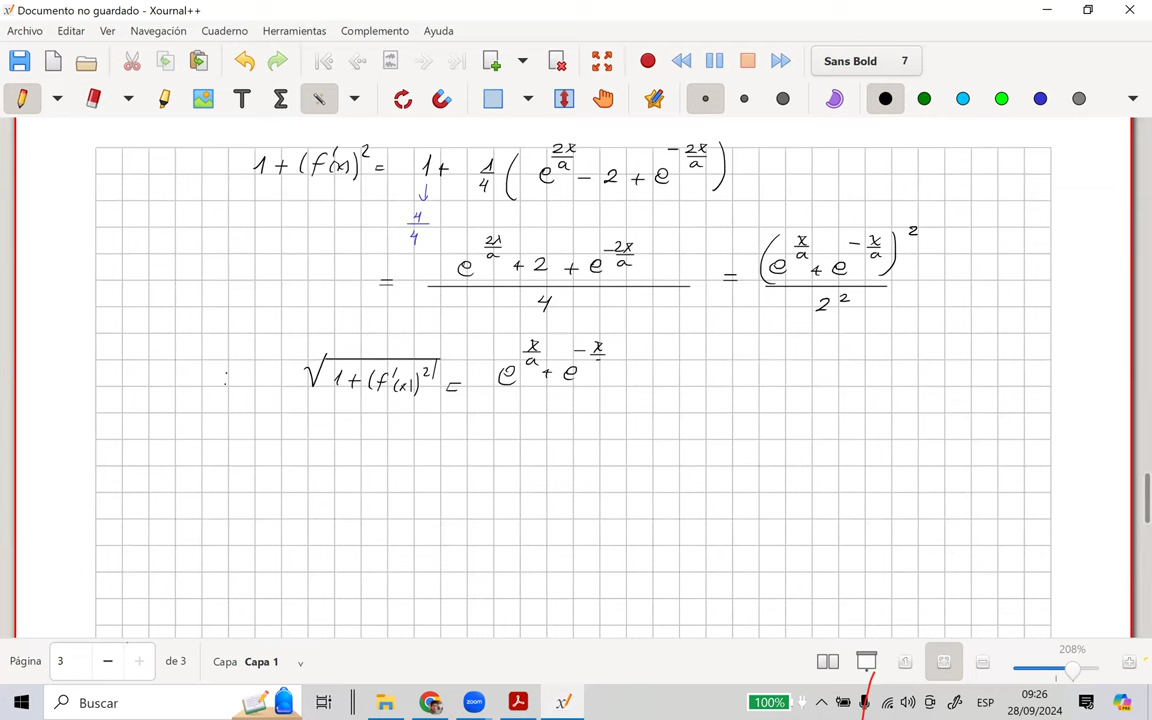 Documento no guardado - Xournal++
Archivo Editar Ver Navegación Cuaderno Herramientas Complemento Ayuda
Sans Bold 7
1 + (f'(x))^2 = 1 + 1/4 ( e^{2x/a} - 2 + e^{-2x/a} )
↓
4/4
= (e^{2x/a} + 2 + e^{-2x/a})/4 = (e^{x/a} + e^{-x/a})^2/2^2
: √(1 + (f'(x))^2) = e^{x/a} + e^{-x/
Página 3 de 3 Capa Capa 1 208%
Buscar 100% ESP 09:26
28/09/2024